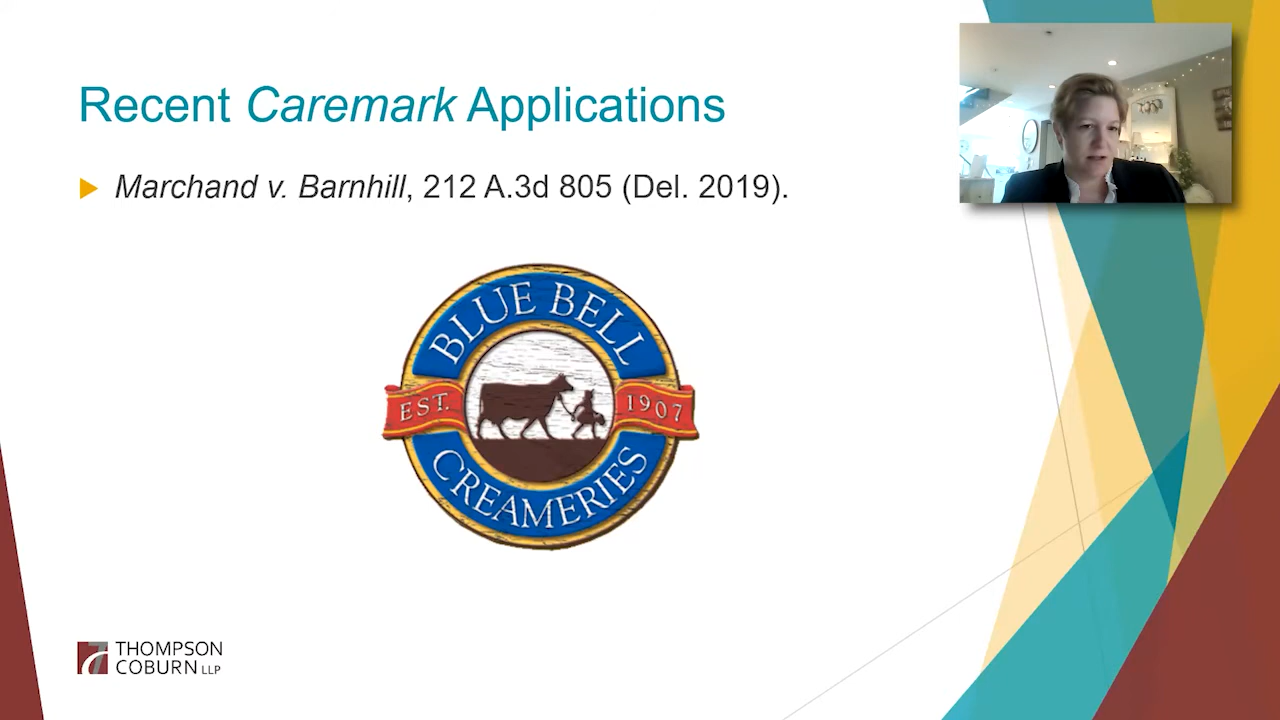 Recent Caremark Applications
Marchand v. Barnhill, 212 A.3d 805 (Del. 2019).
BLUE BELL
EST. 1907
CREAMERIES
THOMPSON
COBURN LLP